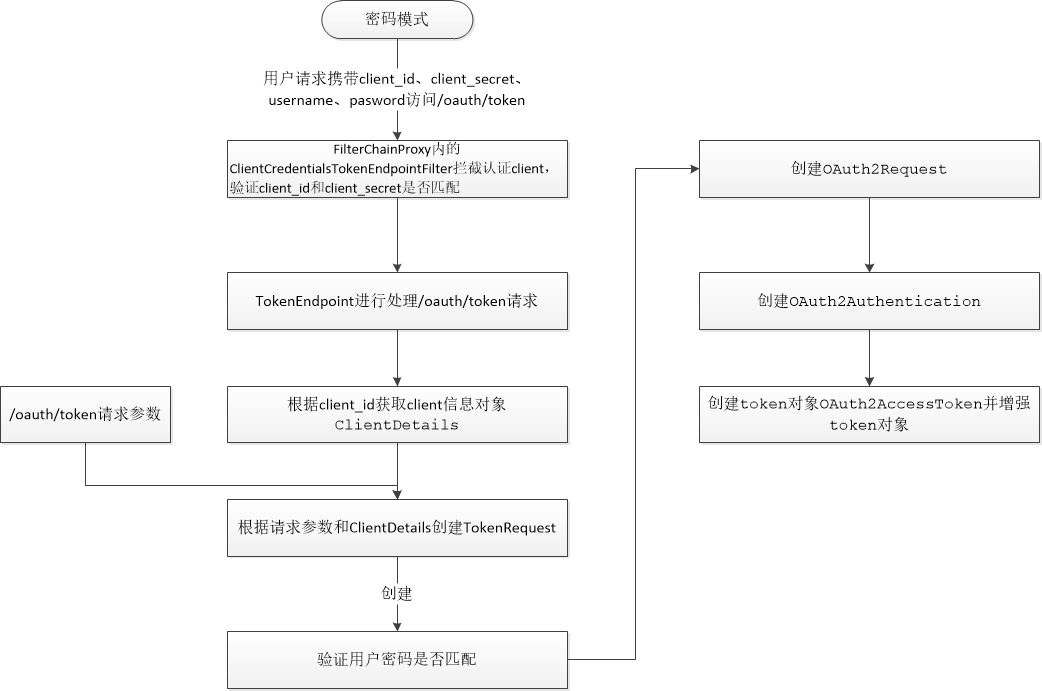 密码模式
用户请求携带client_id、client_secret、
username、pasword访问/oauth/token
FilterChainProxy内的
ClientCredentialsTokenEndpointFilter拦截认证client，
验证client_id和client_secret是否匹配
TokenEndpoint进行处理/oauth/token请求
/oauth/token请求参数
根据client_id获取client信息对象
ClientDetails
根据请求参数和ClientDetails创建TokenRequest
创建
验证用户密码是否匹配
创建OAuth2Request
创建OAuth2Authentication
创建token对象OAuth2AccessToken并增强
token对象